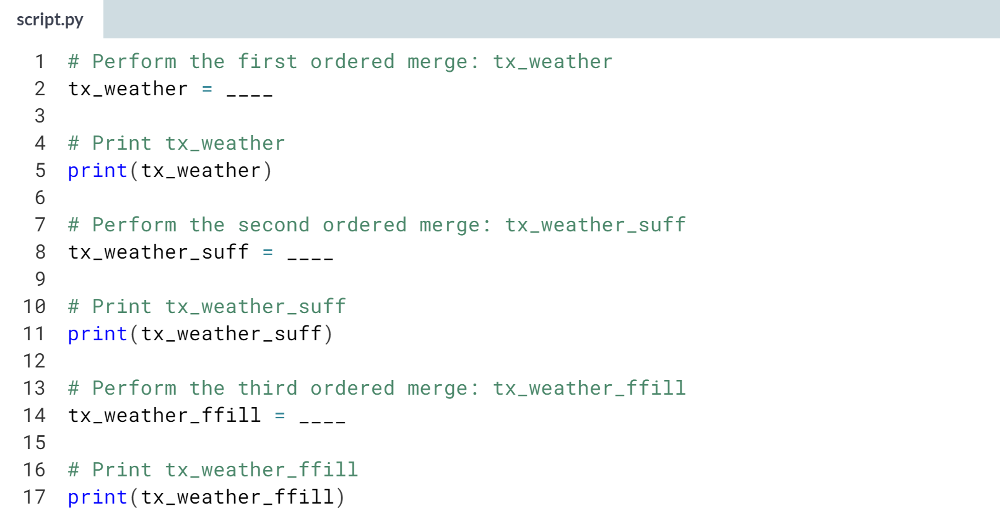 script.py
1 # Perform the first ordered merge: tx_weather
2 tx_weather = ____
3
4 # Print tx_weather
5 print(tx_weather)
6
7 # Perform the second ordered merge: tx_weather_suff
8 tx_weather_suff = ____
9
10 # Print tx_weather_suff
11 print(tx_weather_suff)
12
13 # Perform the third ordered merge: tx_weather_ffill
14 tx_weather_ffill = ____
15
16 # Print tx_weather_ffill
17 print(tx_weather_ffill)